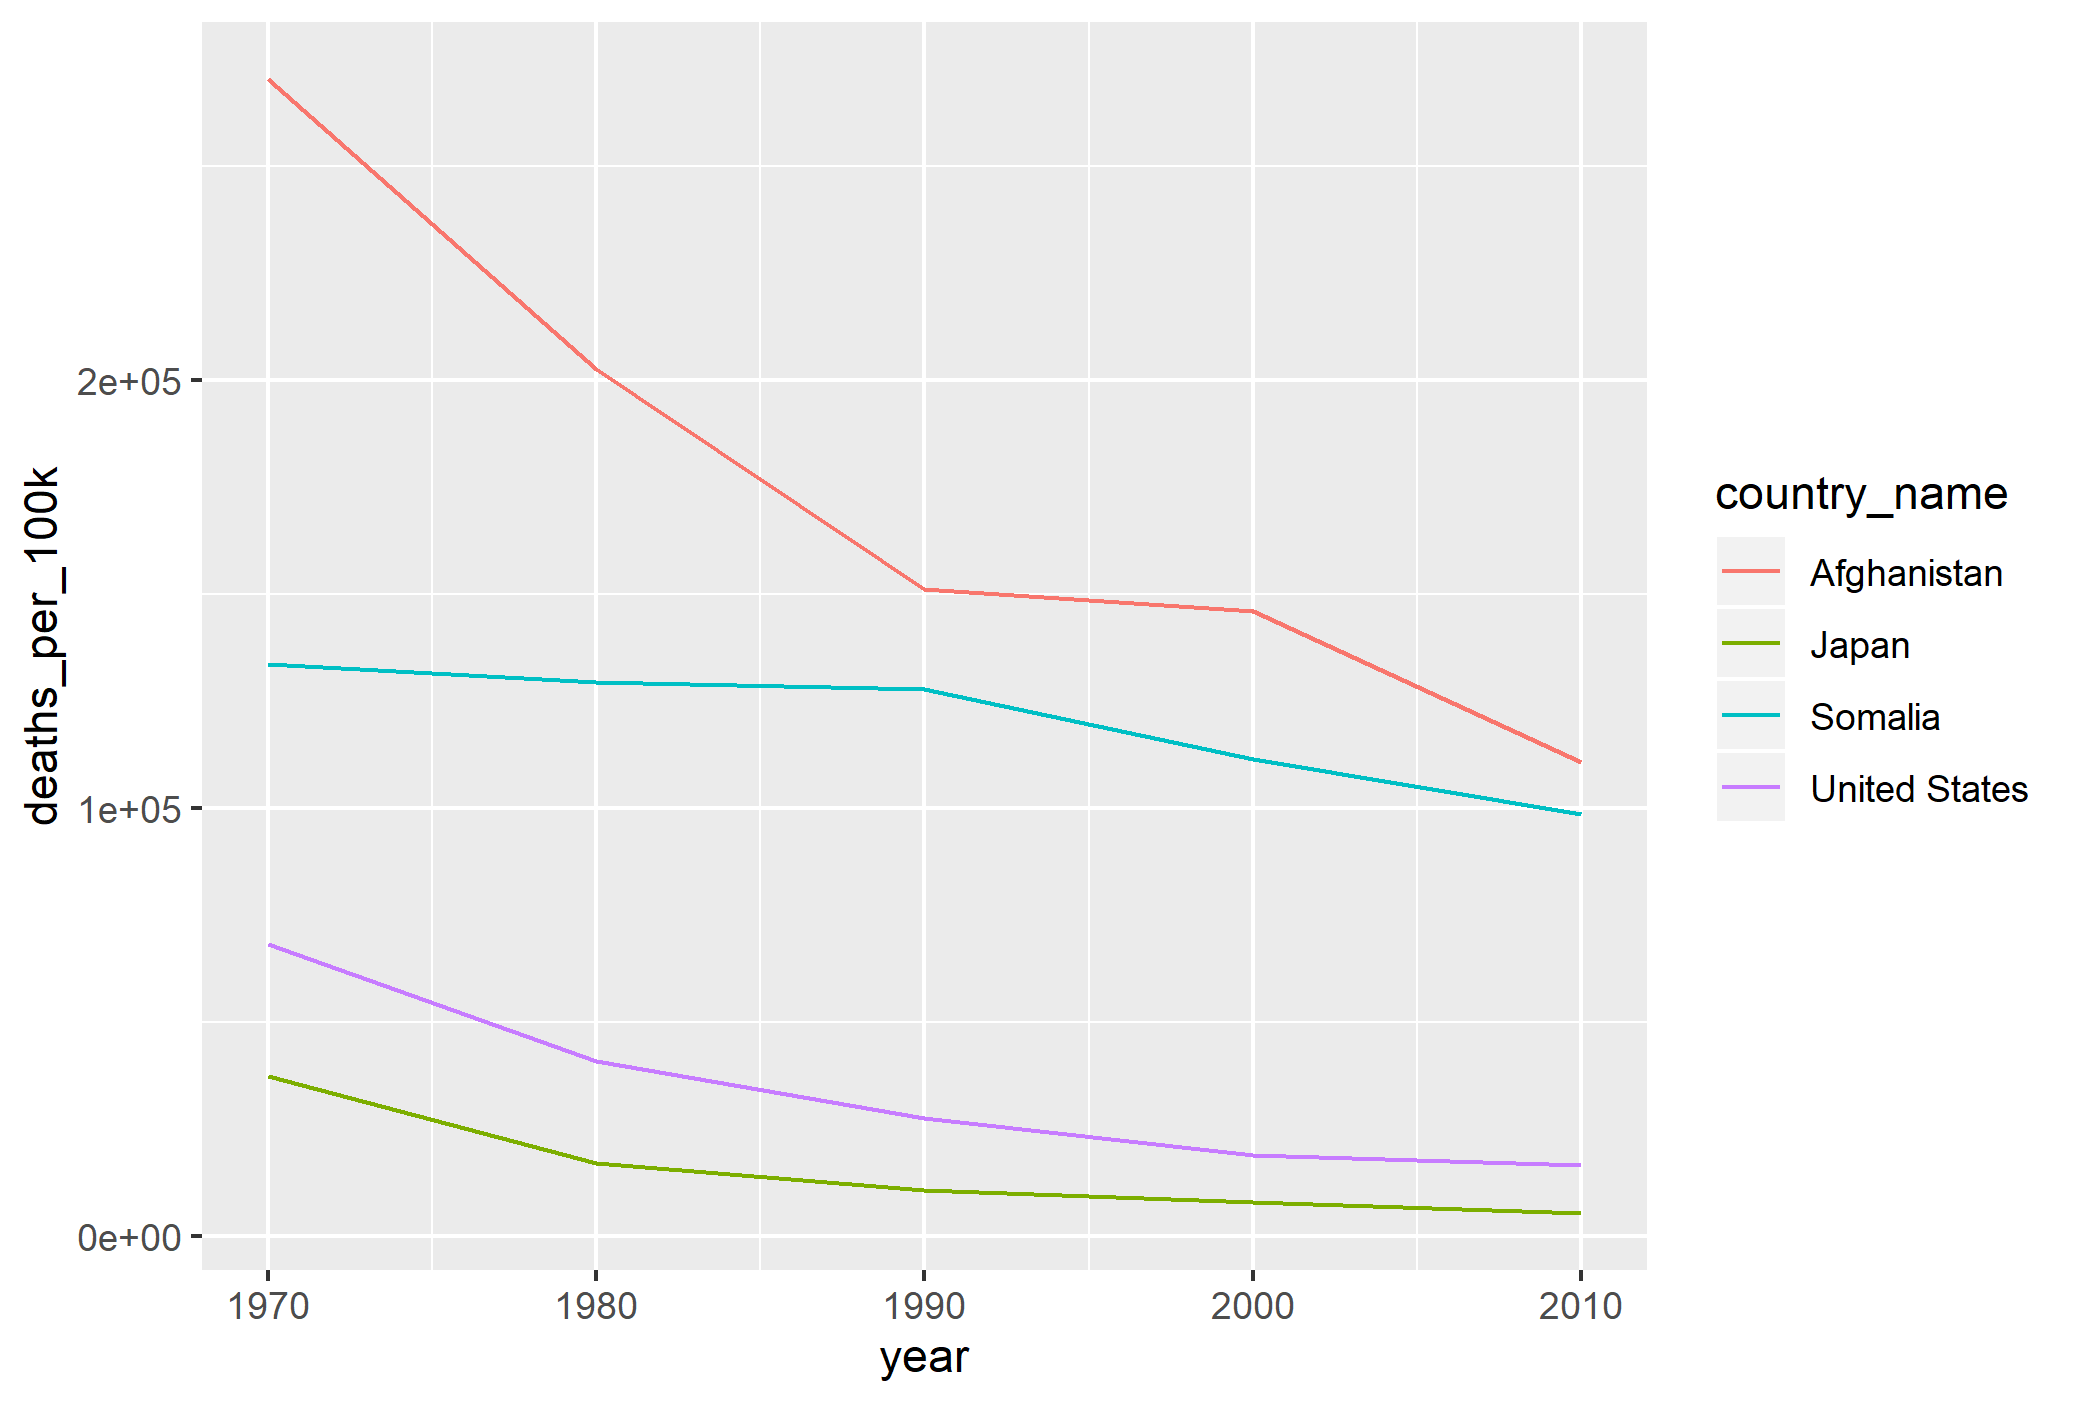 deaths_per_100k
2e+05
1e+05
0e+00
1970 1980 1990 2000 2010
year
country_name
Afghanistan
Japan
Somalia
United States